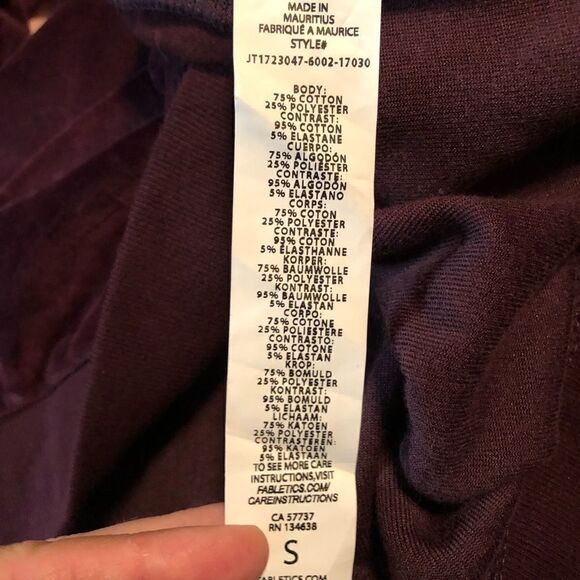 MADE IN
MAURITIUS
FABRIQUÉ A MAURICE
STYLE#
JT1723047-6002-17030
BODY:
75% COTTON
25% POLYESTER
CONTRAST:
95% COTTON
5% ELASTANE
CUERPO:
75% ALGODÓN
25% POLIÉSTER
CONTRASTE:
95% ALGODÓN
5% ELASTANO
CORPS:
75% COTON
25% POLYESTER
CONTRASTE:
95% COTON
5% ELASTHANNE
KORPER:
75% BAUMWOLLE
25% POLYESTER
KONTRAST:
95% BAUMWOLLE
5% ELASTAN
CORPO:
75% COTONE
25% POLIESTERE
CONTRASTO:
95% COTONE
5% ELASTAN
KROP:
75% BOMULD
25% POLYESTER
KONTRAST:
95% BOMULD
5% ELASTAN
LICHAAM:
75% KATOEN
25% POLYESTER
CONTRASTEREN:
95% KATOEN
5% ELASTAAN
TO SEE MORE CARE
INSTRUCTIONS,VISIT
FABLETICS.COM/
CAREINSTRUCTIONS
CA 57737
RN 134638
S
FABLETICS.COM